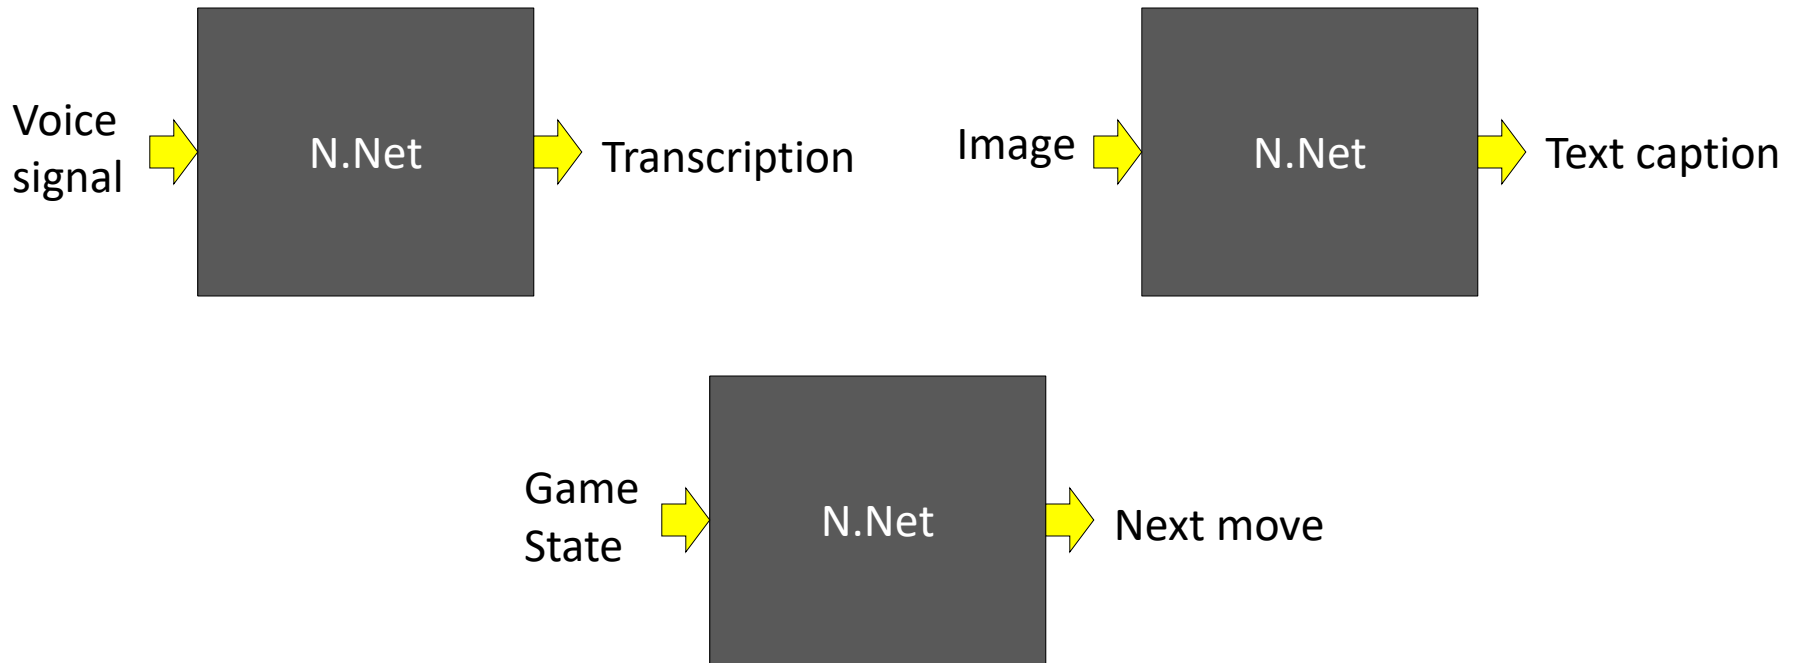 Voice
signal
N.Net
Transcription
Image
N.Net
Text caption
Game
State
N.Net
Next move